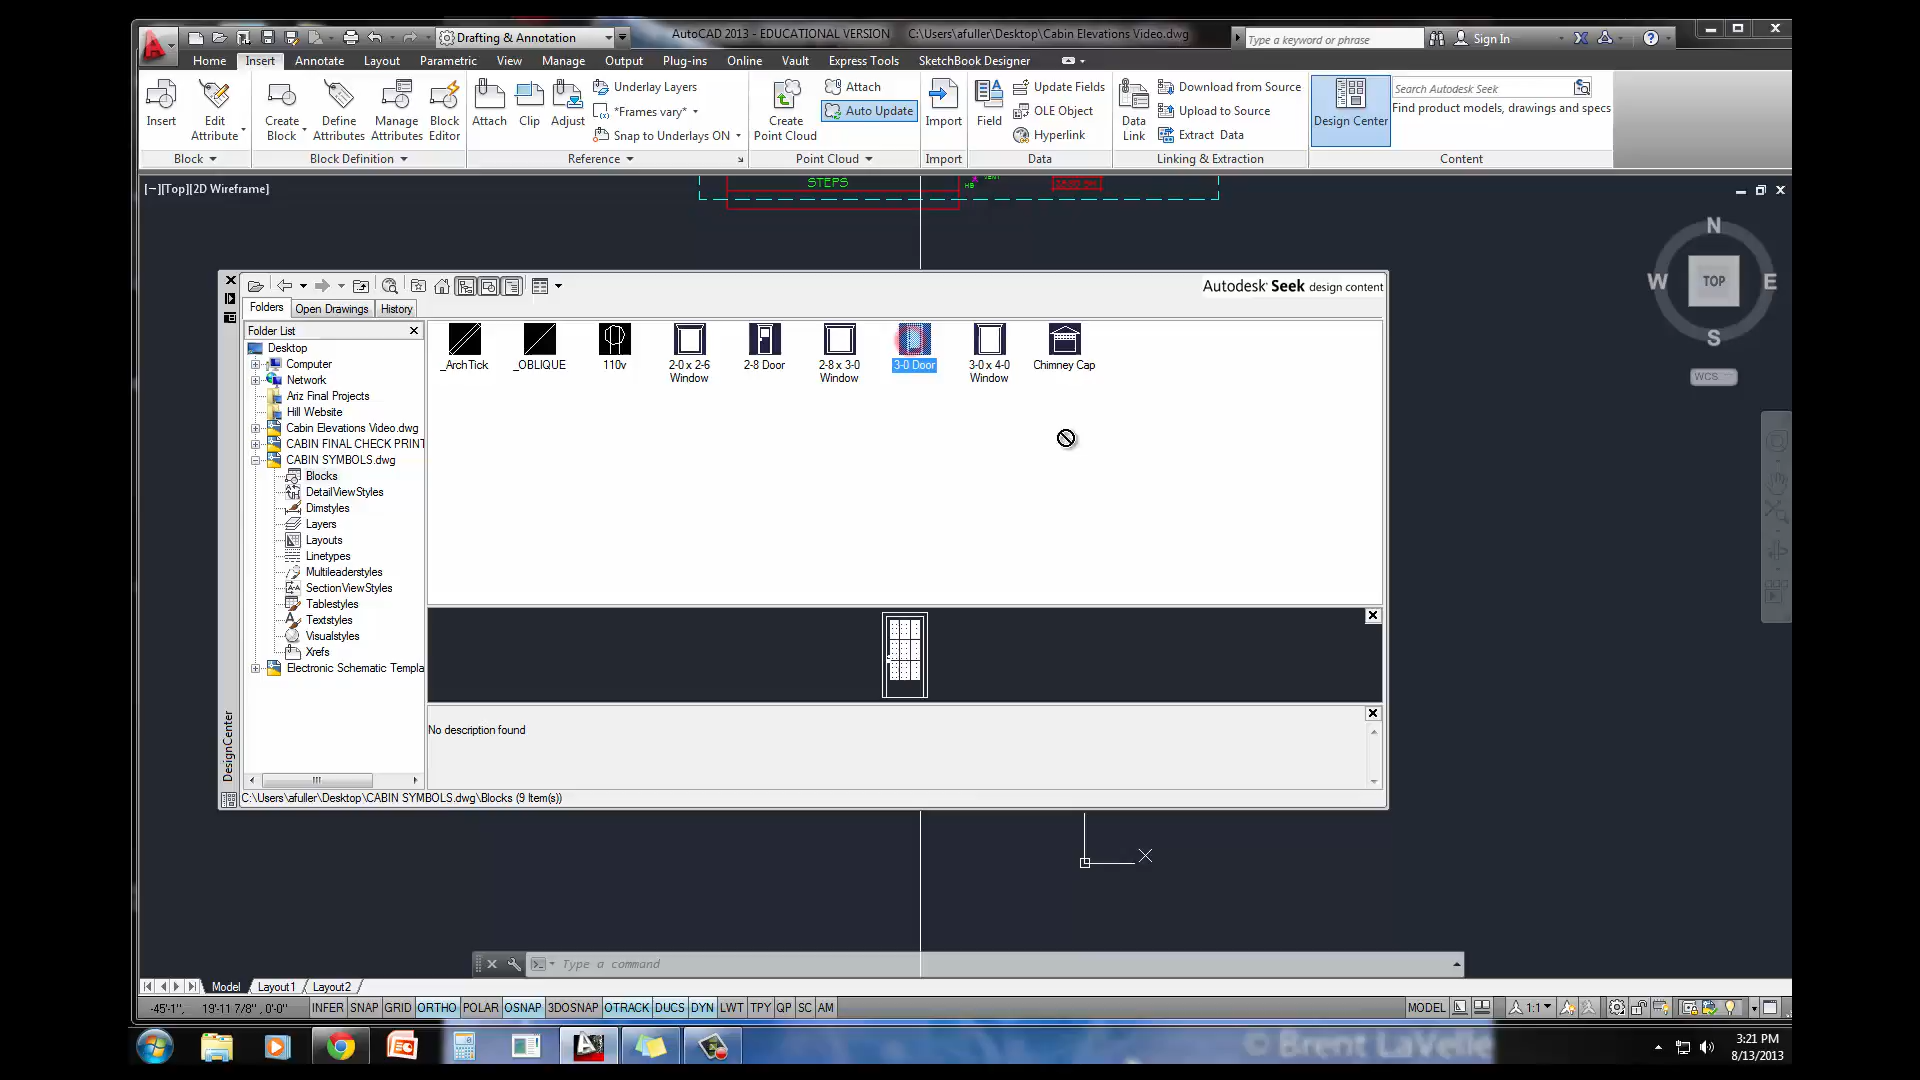 Drafting & Annotation
AutoCAD 2013 - EDUCATIONAL VERSION C:\Users\afuller\Desktop\Cabin Elevations Video.dwg
Type a keyword or phrase
Sign In
Home Insert Annotate Layout Parametric View Manage Output Plug-ins Online Vault Express Tools SketchBook Designer
Insert
Edit Attribute
Create Block
Define Attributes
Manage Attributes
Block Editor
Attach
Clip
Adjust
Underlay Layers
*Frames vary*
Snap to Underlays ON
Create Point Cloud
Attach
Auto Update
Import
Field
Update Fields
OLE Object
Hyperlink
Data Link
Download from Source
Upload to Source
Extract Data
Design Center
Search Autodesk Seek
Find product models, drawings and specs
Block Block Definition Reference Point Cloud Import Data Linking & Extraction Content
[−][Top][2D Wireframe]
STEPS
HB
N
W TOP E
S
WCS
Autodesk Seek design content
Folders Open Drawings History
Folder List
Desktop
Computer
Network
Ariz Final Projects
Hill Website
Cabin Elevations Video.dwg
CABIN FINAL CHECK PRINT
CABIN SYMBOLS.dwg
Blocks
DetailViewStyles
Dimstyles
Layers
Layouts
Linetypes
Multileaderstyles
SectionViewStyles
Tablestyles
Textstyles
Visualstyles
Xrefs
Electronic Schematic Templa
_ArchTick
_OBLIQUE
110v
2-0 x 2-6 Window
2-8 Door
2-8 x 3-0 Window
3-0 Door
3-0 x 4-0 Window
Chimney Cap
No description found
DesignCenter
C:\Users\afuller\Desktop\CABIN SYMBOLS.dwg\Blocks (9 Item(s))
X
Type a command
Model Layout1 Layout2
-45'-1", 19'-11 7/8" , 0'-0" INFER SNAP GRID ORTHO POLAR OSNAP 3DOSNAP OTRACK DUCS DYN LWT TPY QP SC AM
MODEL 1:1
© Brent LaVelle
3:21 PM
8/13/2013